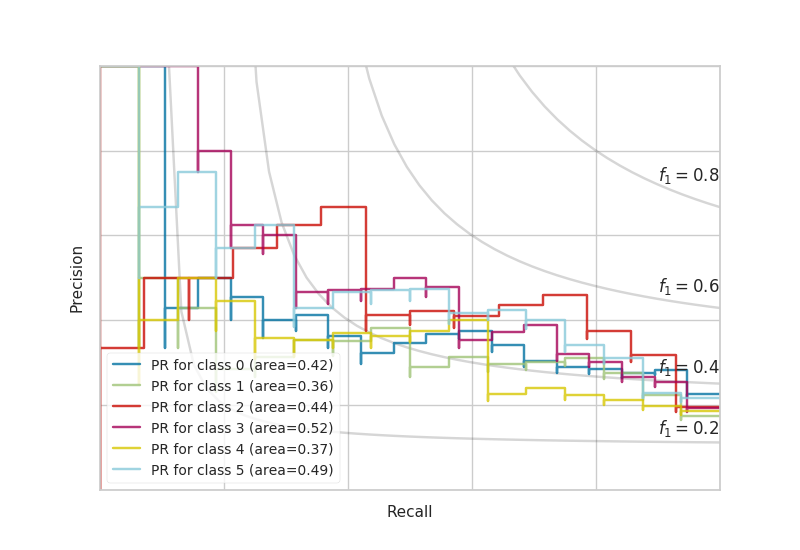 f1 = 0.8
Precision
f1 = 0.6
f1 = 0.4
PR for class 0 (area=0.42)
PR for class 1 (area=0.36)
PR for class 2 (area=0.44)
PR for class 3 (area=0.52)
PR for class 4 (area=0.37)
PR for class 5 (area=0.49)
f1 = 0.2
Recall